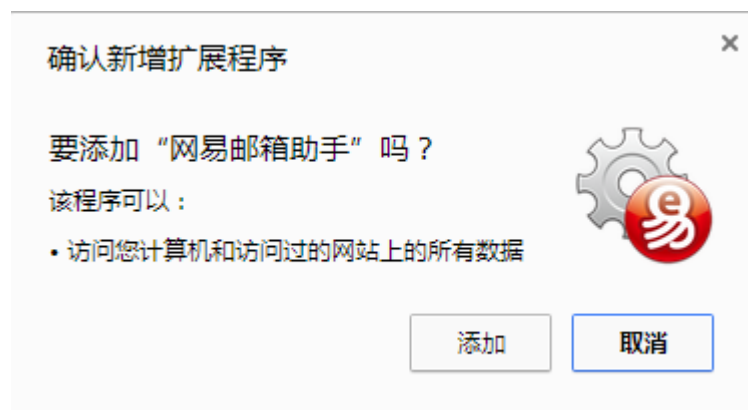 确认新增扩展程序
×
要添加“网易邮箱助手”吗？
该程序可以：
• 访问您计算机和访问过的网站上的所有数据
e
易
添加
取消